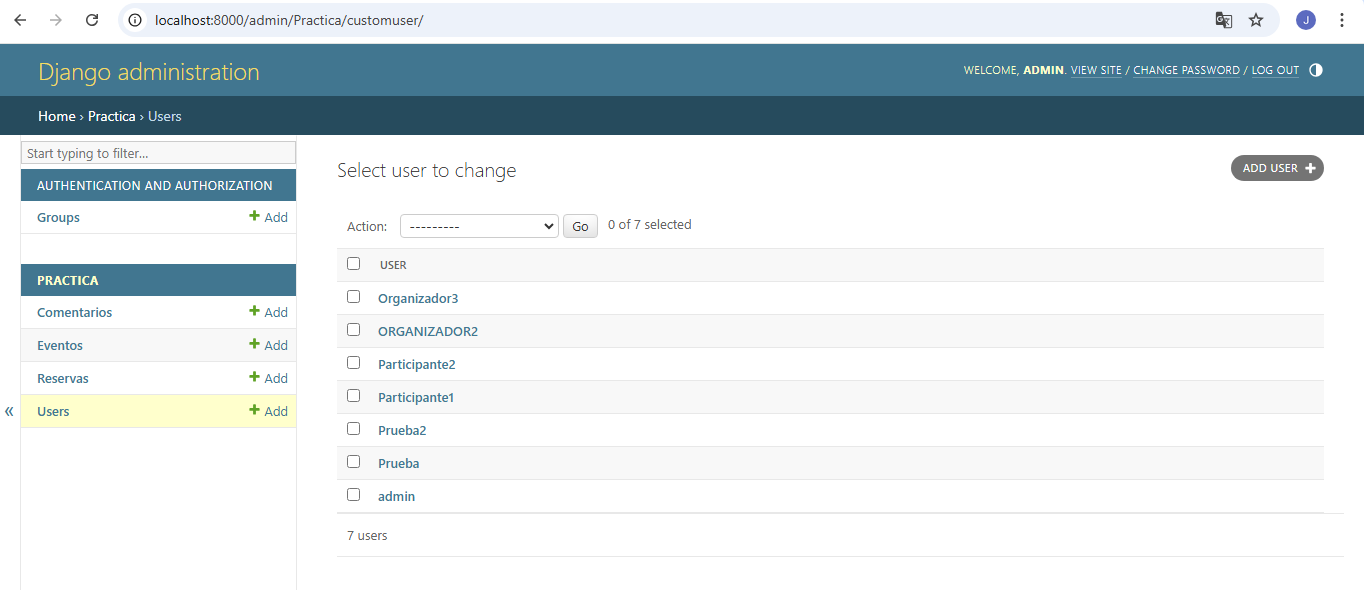 localhost:8000/admin/Practica/customuser/
J
Django administration
WELCOME, ADMIN. VIEW SITE / CHANGE PASSWORD / LOG OUT
Home › Practica › Users
Start typing to filter...
AUTHENTICATION AND AUTHORIZATION
Groups + Add
PRACTICA
Comentarios + Add
Eventos + Add
Reservas + Add
Users + Add
«
Select user to change
ADD USER +
Action: --------- Go 0 of 7 selected
USER
Organizador3
ORGANIZADOR2
Participante2
Participante1
Prueba2
Prueba
admin
7 users